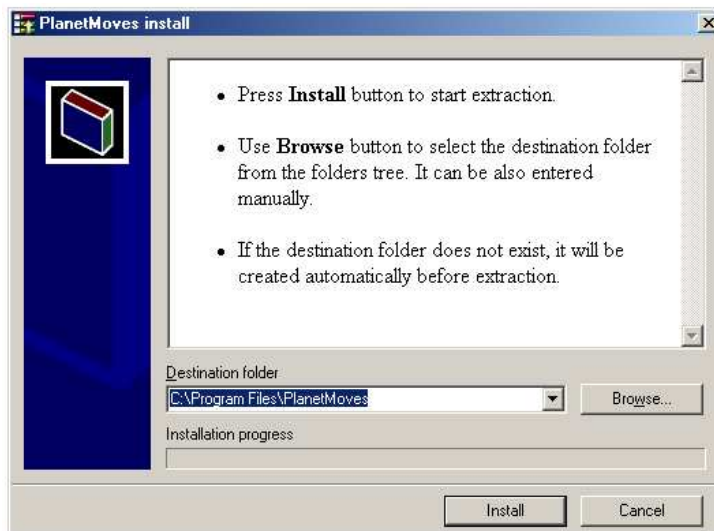 PlanetMoves install
• Press Install button to start extraction.
• Use Browse button to select the destination folder
from the folders tree. It can be also entered
manually.
• If the destination folder does not exist, it will be
created automatically before extraction.
Destination folder
C:\Program Files\PlanetMoves
Browse...
Installation progress
Install
Cancel